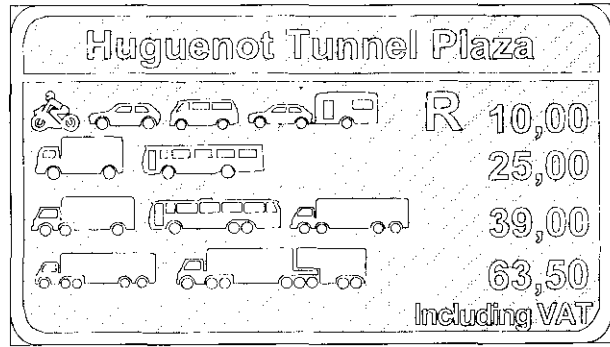 Huguenot Tunnel Plaza
R 10,00
25,00
39,00
63,50
Including VAT